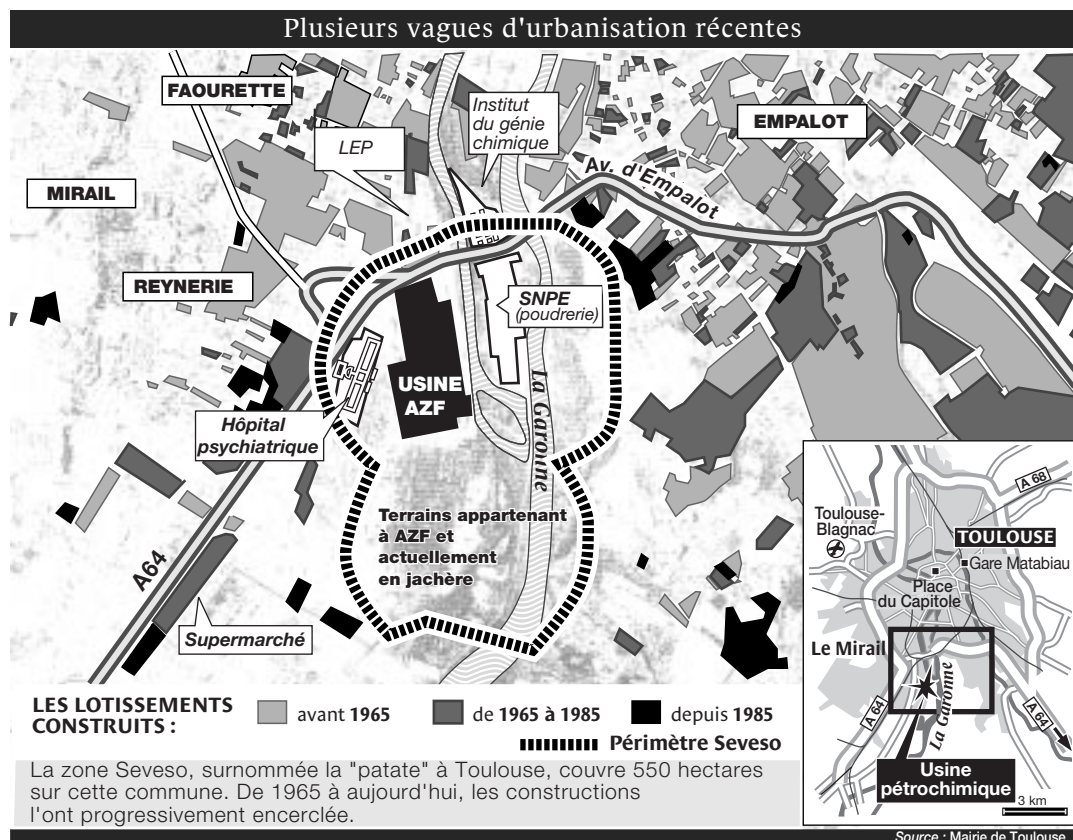 Plusieurs vagues d'urbanisation récentes
FAOURETTE
Institut
du génie
chimique
EMPALOT
LEP
Av. d'Empalot
MIRAIL
REYNERIE
SNPE
(poudrerie)
USINE
AZF
La Garonne
Hôpital
psychiatrique
Terrains appartenant
à AZF et
actuellement
en jachère
A64
Supermarché
A 68
Toulouse-
Blagnac
TOULOUSE
Gare Matabiau
Place
du Capitole
Le Mirail
A 64
La Garonne
A 64
Usine
pétrochimique
3 km
LES LOTISSEMENTS
CONSTRUITS :
avant 1965
de 1965 à 1985
depuis 1985
Périmètre Seveso
La zone Seveso, surnommée la "patate" à Toulouse, couvre 550 hectares
sur cette commune. De 1965 à aujourd'hui, les constructions
l'ont progressivement encerclée.
Source : Mairie de Toulouse